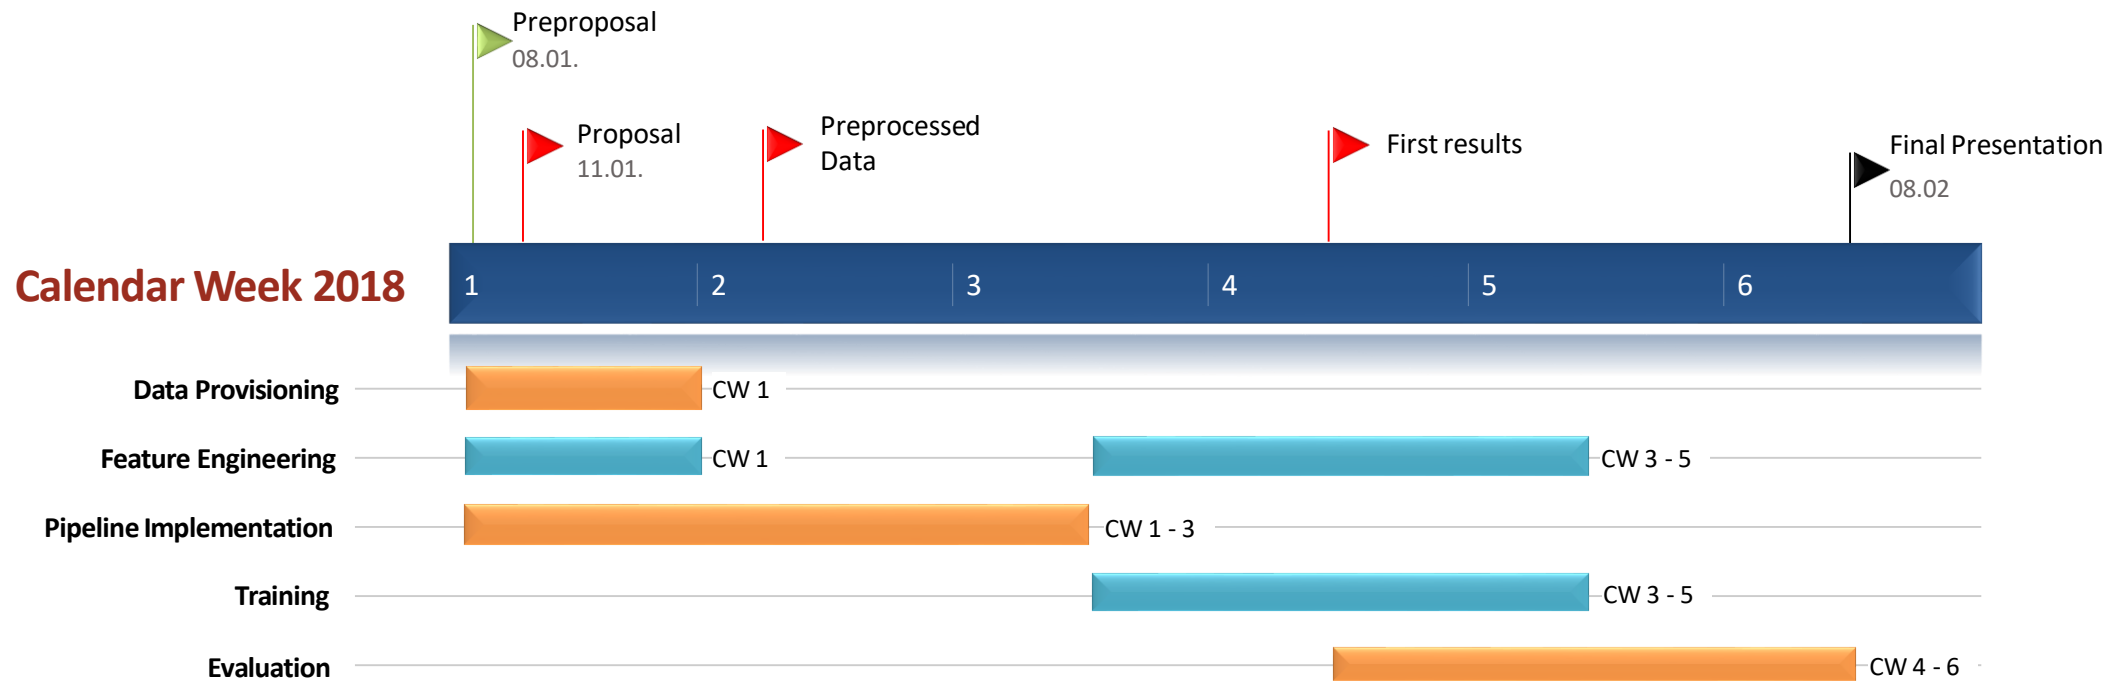 Preproposal
08.01.
Proposal
11.01.
Preprocessed
Data
First results
Final Presentation
08.02
Calendar Week 2018
1 2 3 4 5 6
Data Provisioning CW 1
Feature Engineering CW 1 CW 3 - 5
Pipeline Implementation CW 1 - 3
Training CW 3 - 5
Evaluation CW 4 - 6